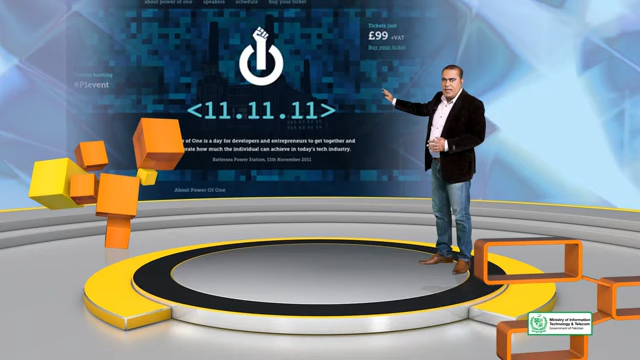 about power of one speakers schedule buy your ticket
Tickets just
£99 +VAT
Buy your ticket
#P1event
<11.11.11>
of One is a day for developers and entrepreneurs to get together and
rate how much the individual can achieve in today's tech industry.
Battersea Power Station, 11th November 2011
About Power Of One
Ministry of Information
Technology & Telecom
Government of Pakistan